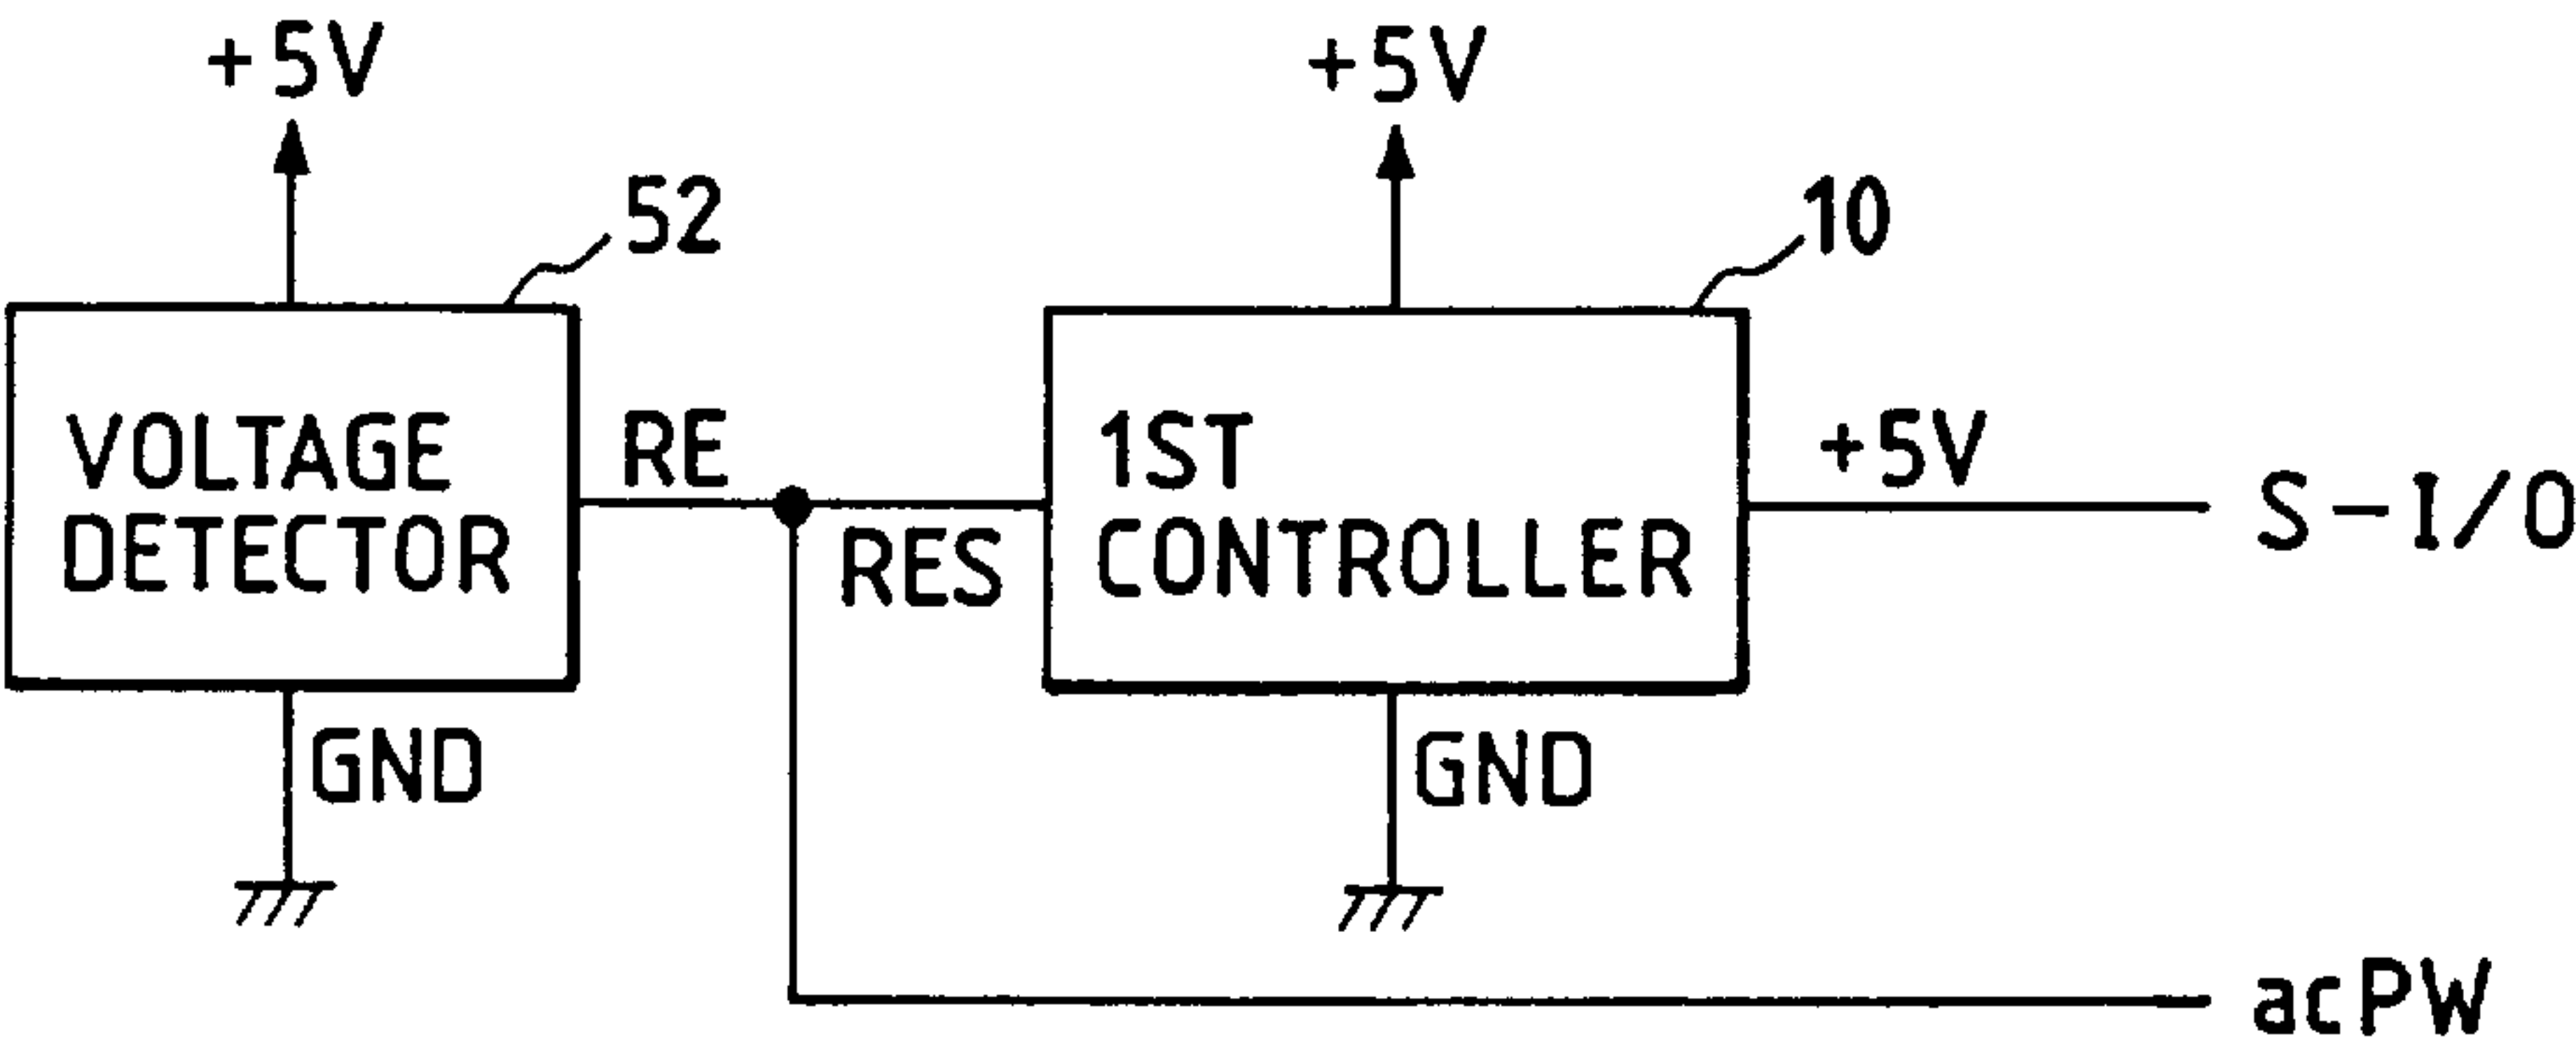 +5V
+5V
52
10
VOLTAGE
DETECTOR
RE
RES
1ST
CONTROLLER
+5V
S-I/O
GND
GND
acPW